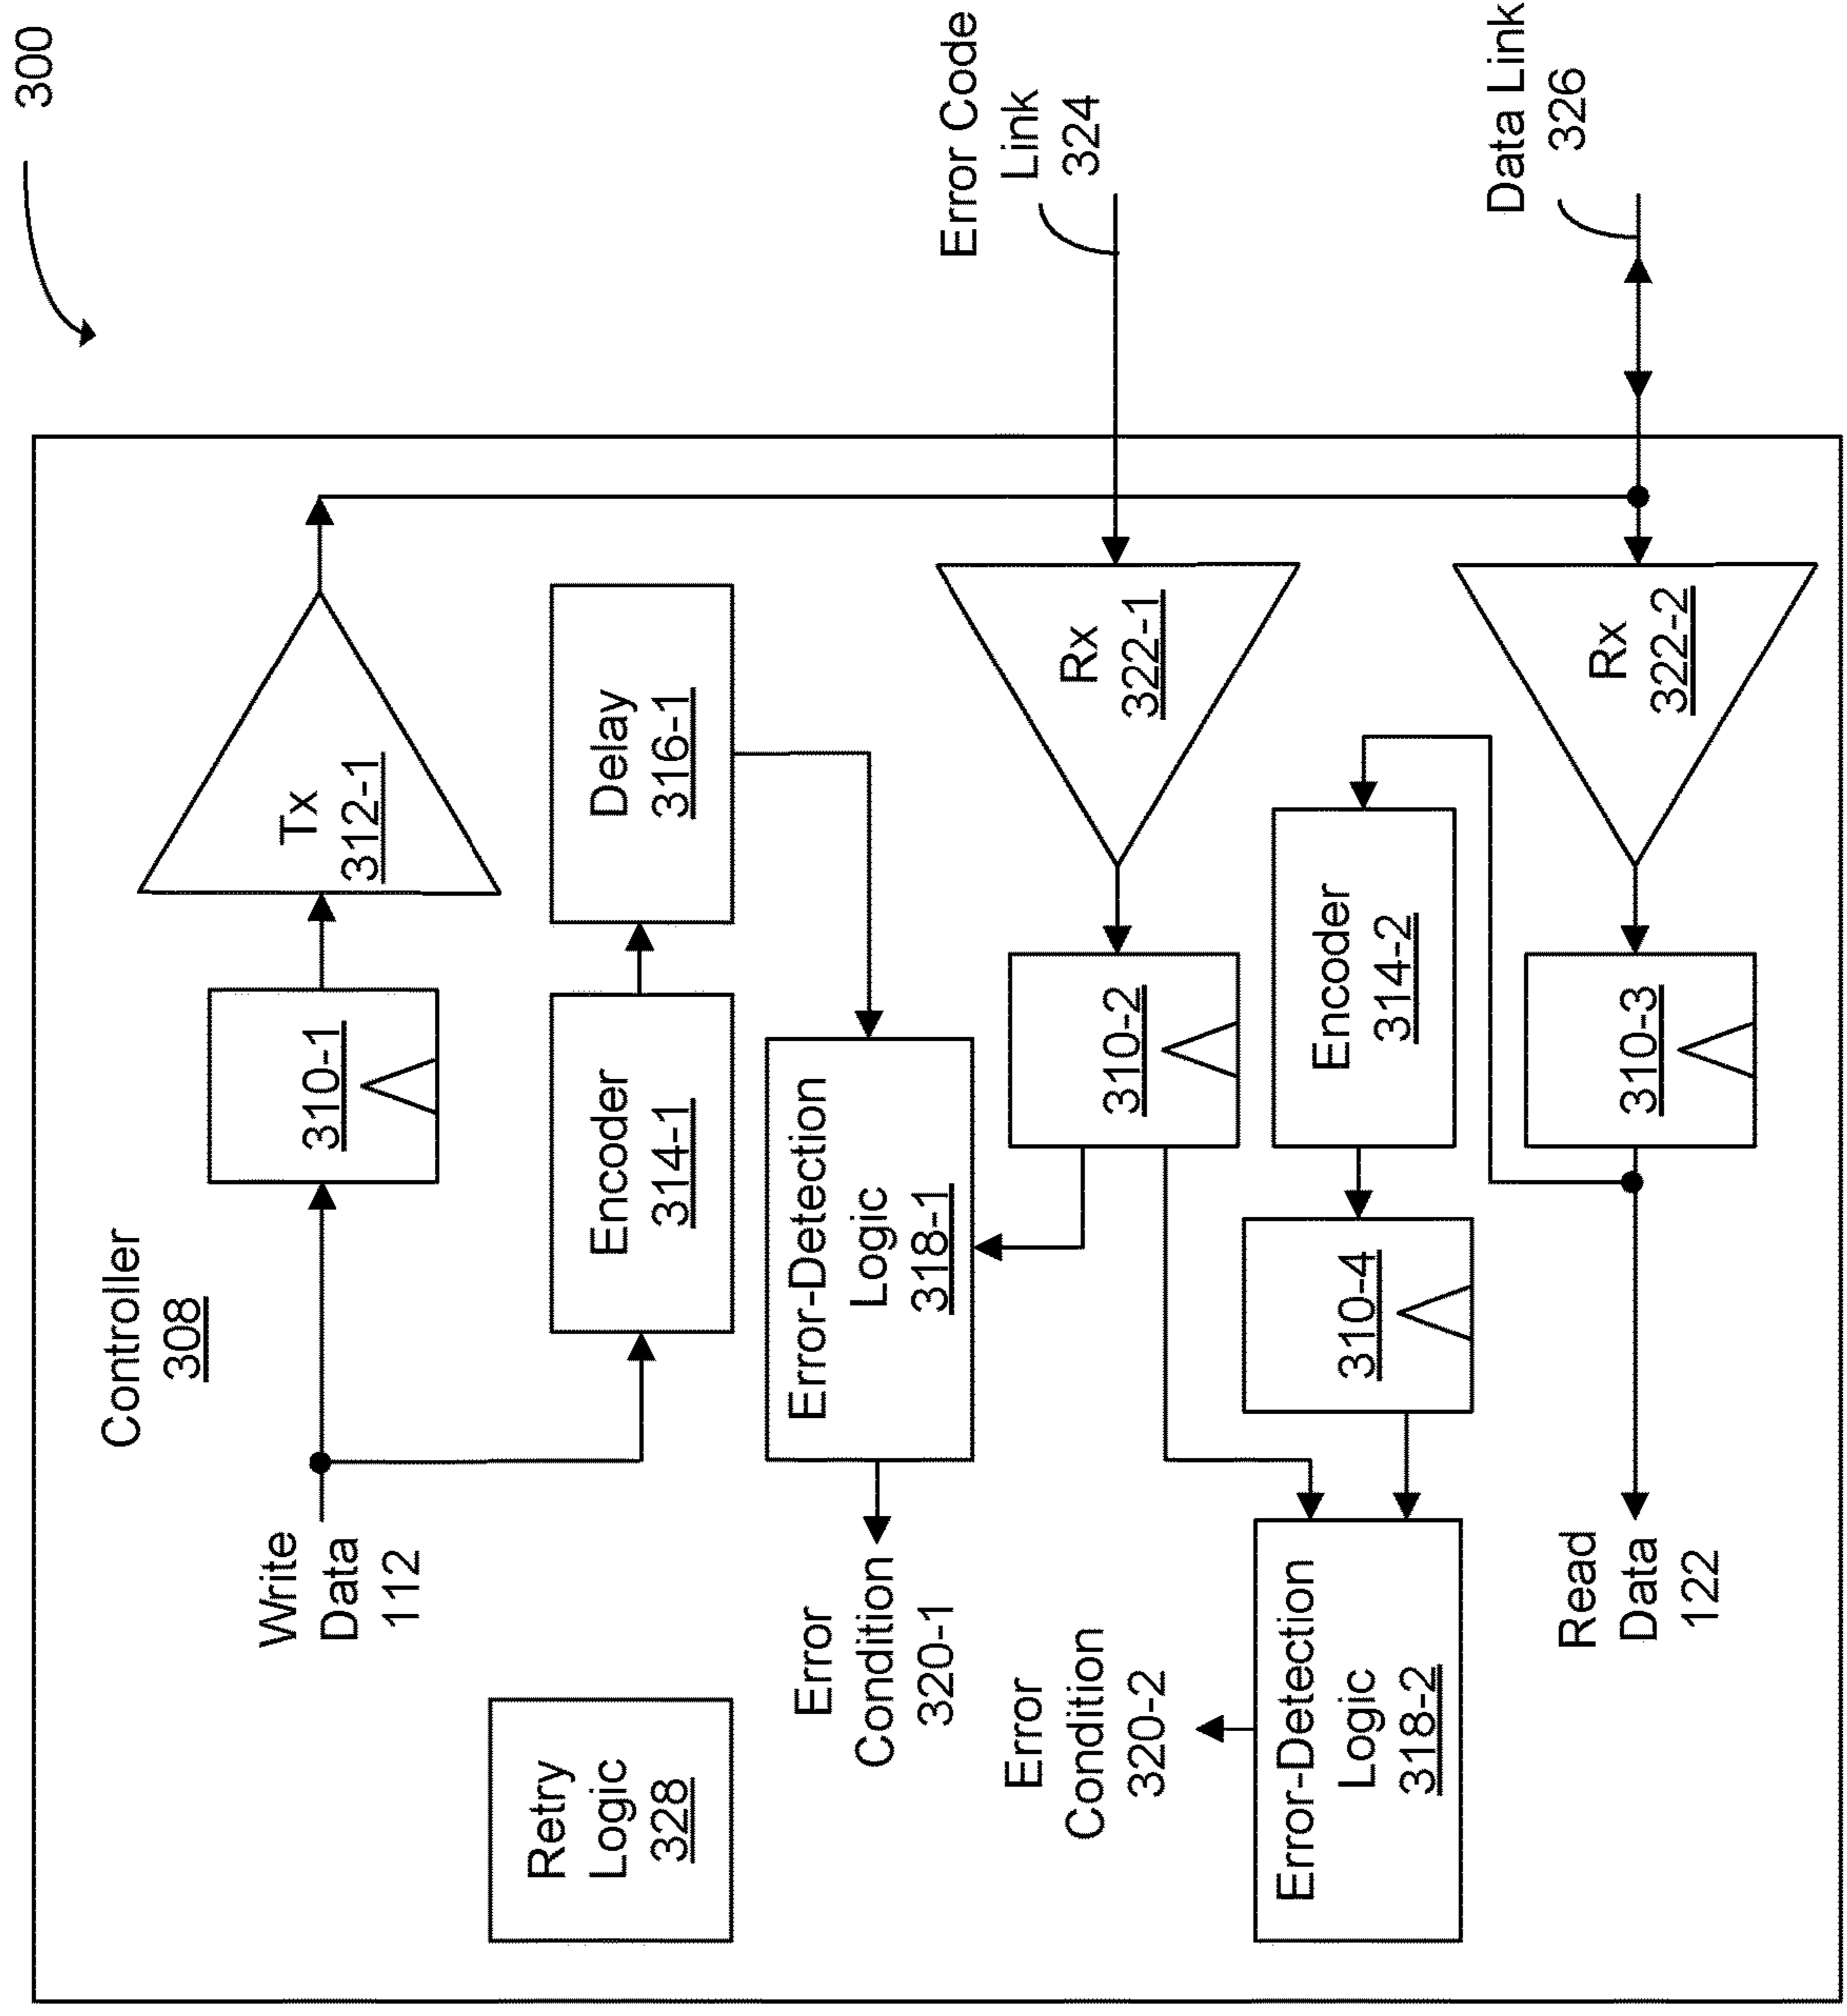 300
Controller
308
Write
Data
112
310-1
Tx
312-1
Retry
Logic
328
Encoder
314-1
Delay
316-1
Error
Condition
320-1
Error-Detection
Logic
318-1
Error Code
Link
324
Error
Condition
320-2
310-2
Rx
322-1
Error-Detection
Logic
318-2
310-4
Encoder
314-2
Data Link
326
Read
Data
122
310-3
Rx
322-2